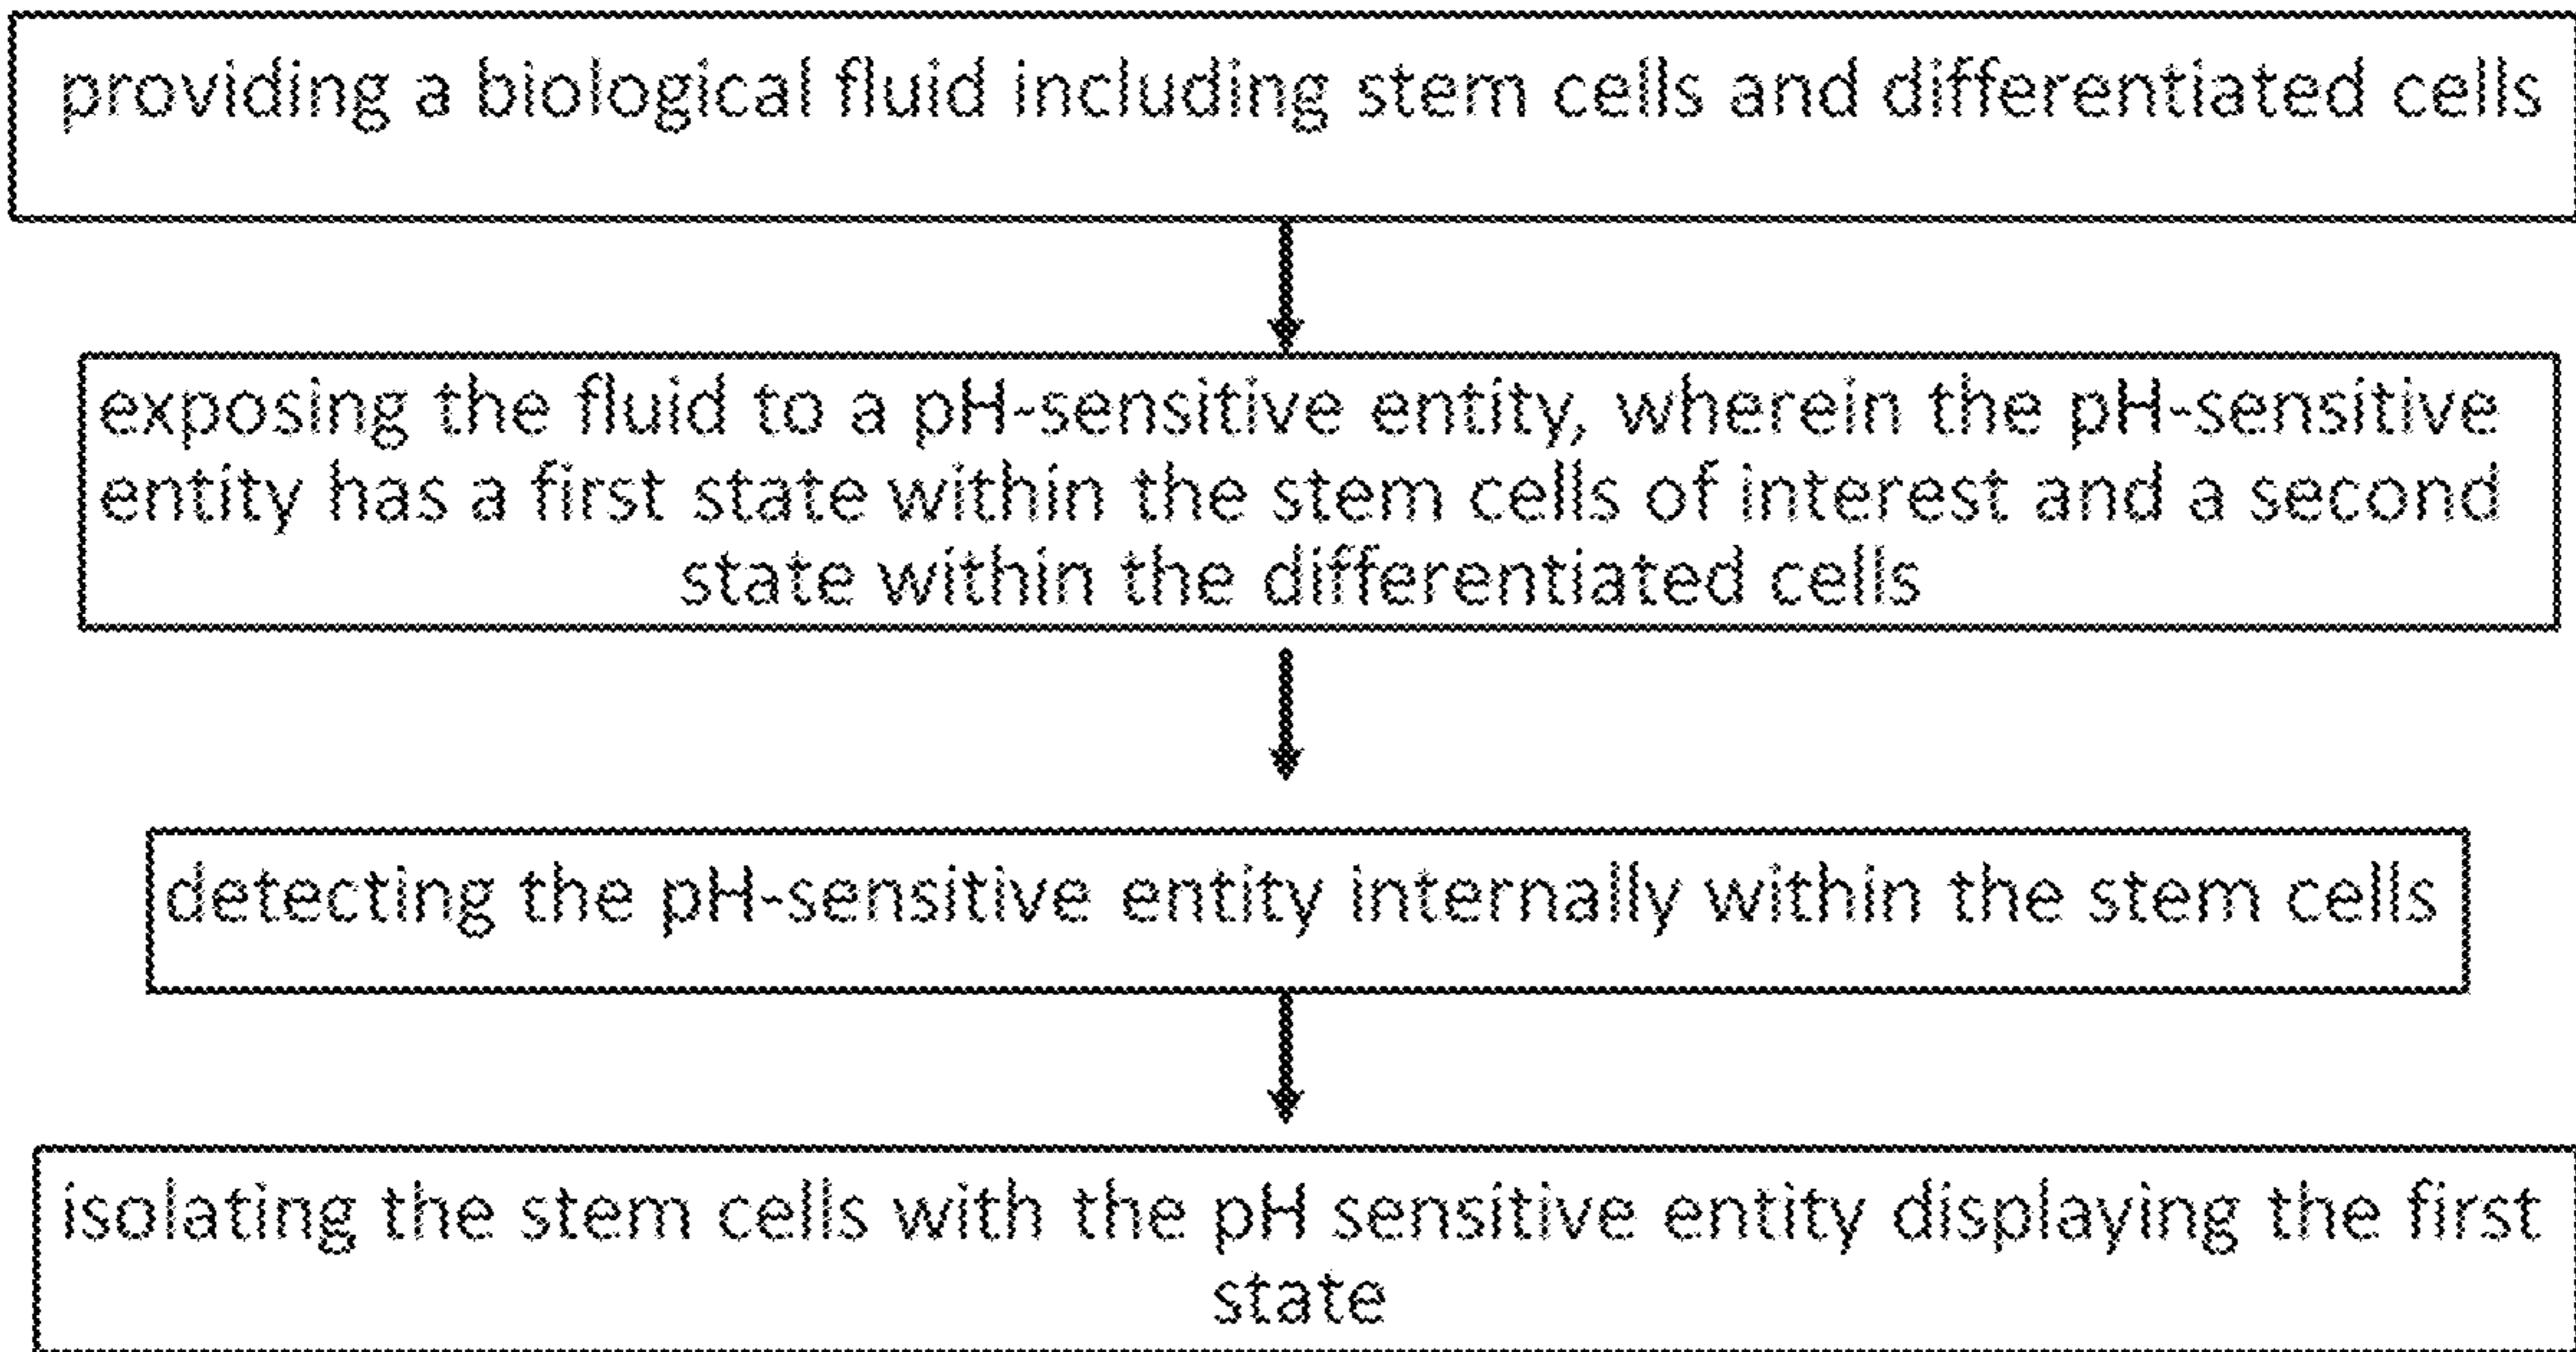 providing a biological fluid including stem cells and differentiated cells
exposing the fluid to a pH-sensitive entity, wherein the pH-sensitive
entity has a first state within the stem cells of interest and a second
state within the differentiated cells
detecting the pH-sensitive entity internally within the stem cells
isolating the stem cells with the pH sensitive entity displaying the first
state